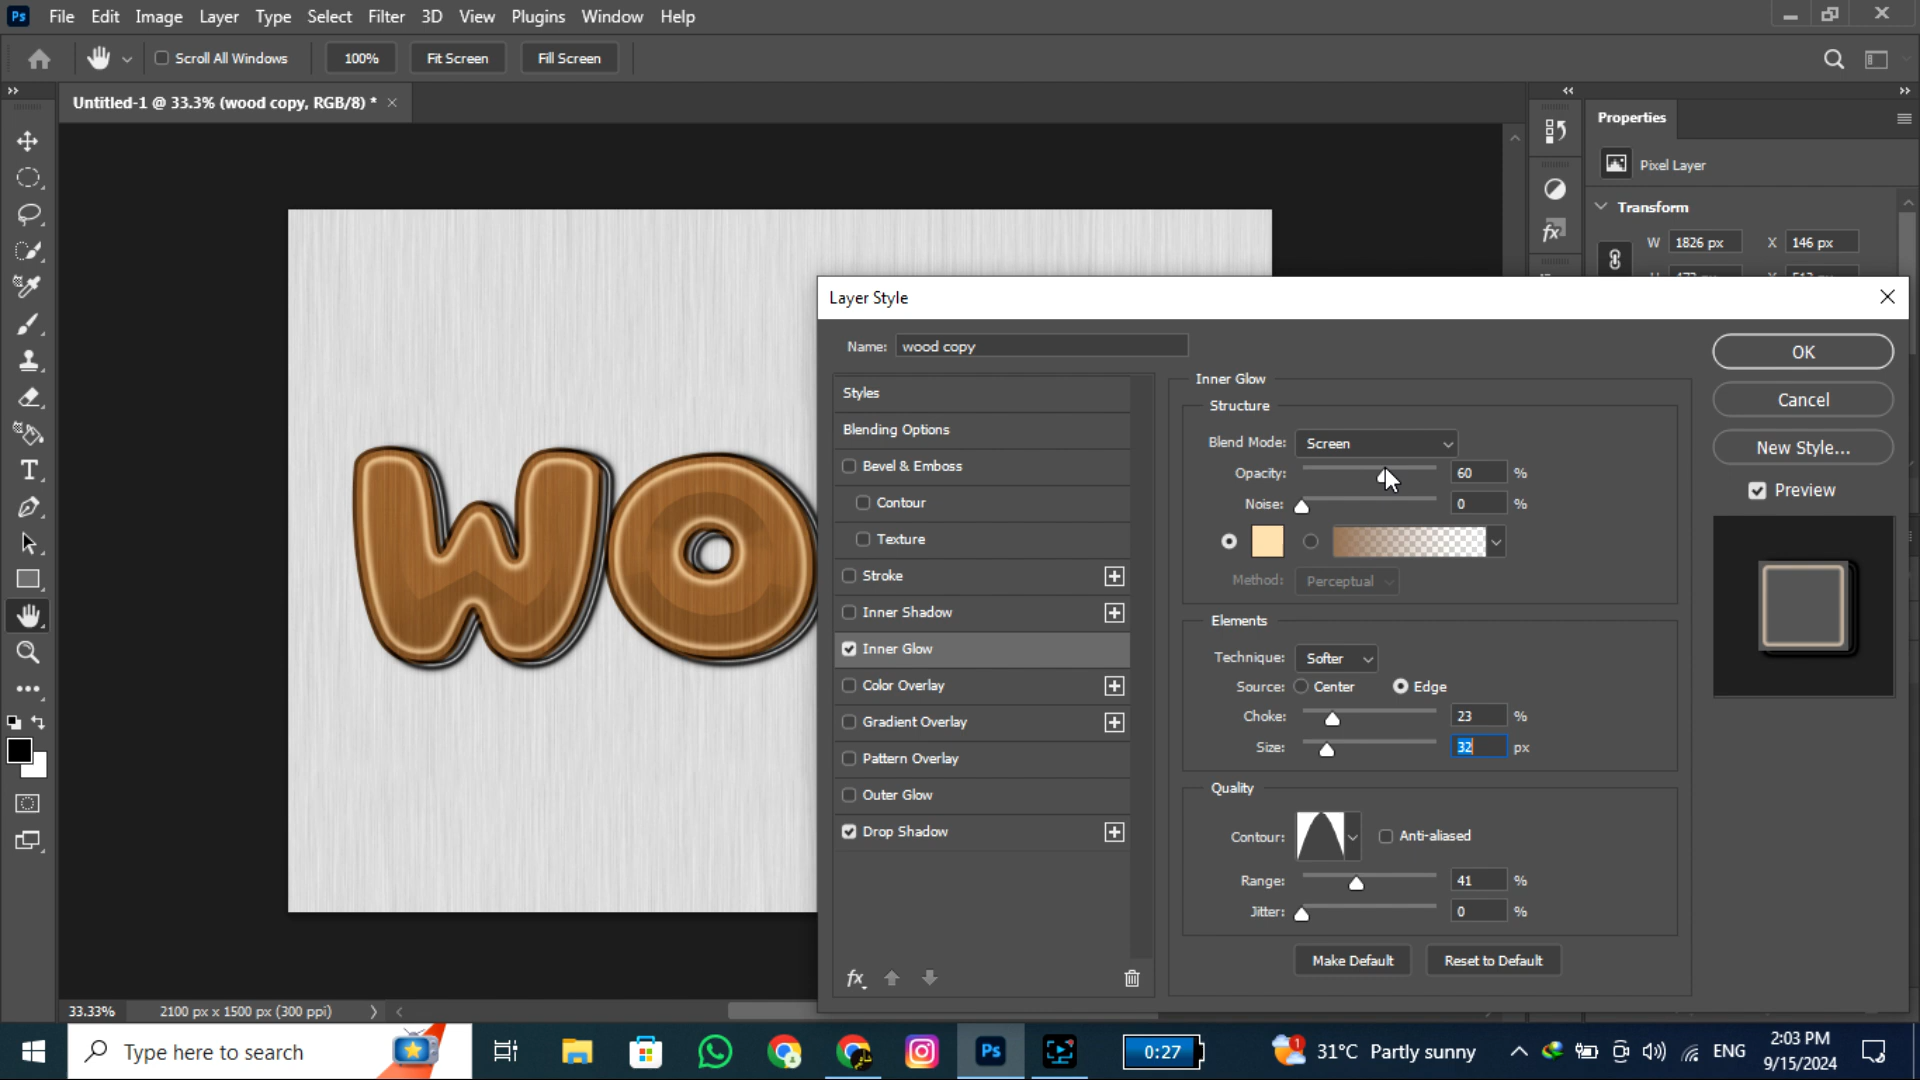 Ps File Edit Image Layer Type Select Filter 3D View Plugins Window Help
Scroll All Windows 100% Fit Screen Fill Screen
Untitled-1 @ 33.3% (wood copy, RGB/8) * ×
Properties
Pixel Layer
Transform
W 1826 px X 146 px
Layer Style
Name: wood copy
OK
Cancel
New Style...
Preview
Styles
Blending Options
Bevel & Emboss
Contour
Texture
Stroke
Inner Shadow
Inner Glow
Color Overlay
Gradient Overlay
Pattern Overlay
Outer Glow
Drop Shadow
fx
Inner Glow
Structure
Blend Mode: Screen
Opacity: 60 %
Noise: 0 %
Method: Perceptual
Elements
Technique: Softer
Source: Center Edge
Choke: 23 %
Size: 32 px
Quality
Contour: Anti-aliased
Range: 41 %
Jitter: 0 %
Make Default Reset to Default
WO
33.33% 2100 px x 1500 px (300 ppi)
Type here to search
Ps
0:27
1
31°C Partly sunny
ENG
2:03 PM
9/15/2024